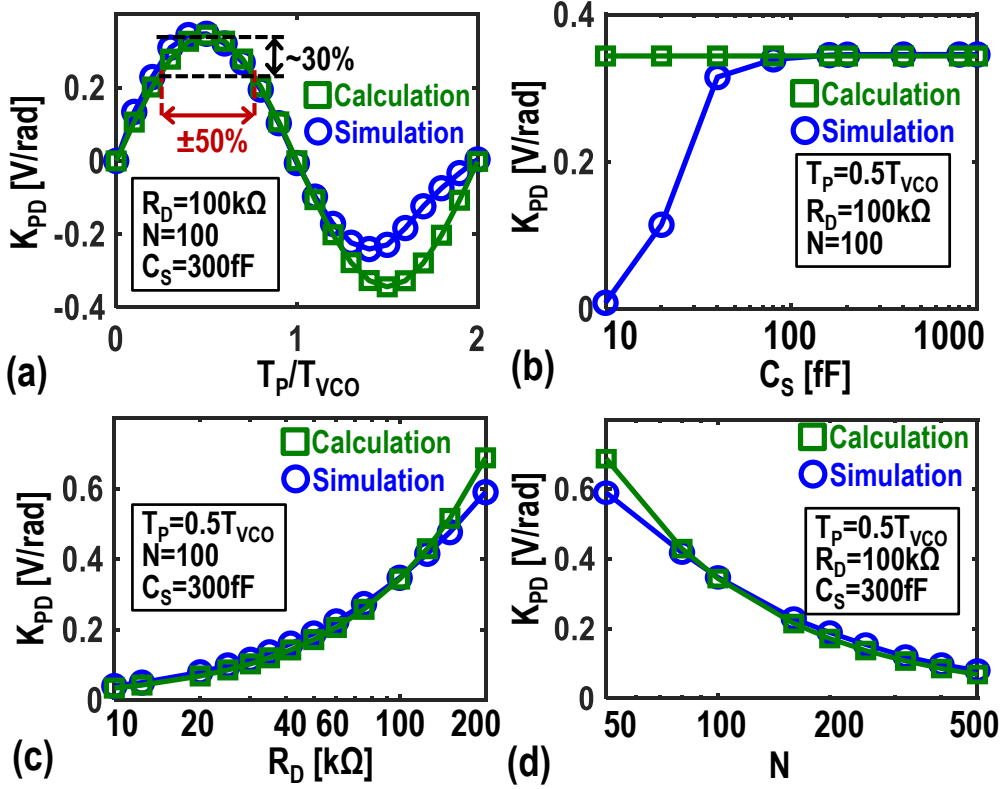 0.2
0
-0.2
-0.4
K_PD [V/rad]
~30%
±50%
Calculation
Simulation
R_D=100kΩ
N=100
C_S=300fF
0 1 2
T_P/T_VCO
(a)
0.4
0.2
0
K_PD [V/rad]
Calculation
Simulation
T_P=0.5T_VCO
R_D=100kΩ
N=100
10 100 1000
C_S [fF]
(b)
0.6
0.4
0.2
0
K_PD [V/rad]
Calculation
Simulation
T_P=0.5T_VCO
N=100
C_S=300fF
10 20 40 60 100 200
R_D [kΩ]
(c)
0.6
0.4
0.2
0
K_PD [V/rad]
Calculation
Simulation
T_P=0.5T_VCO
R_D=100kΩ
C_S=300fF
50 100 200 500
N
(d)